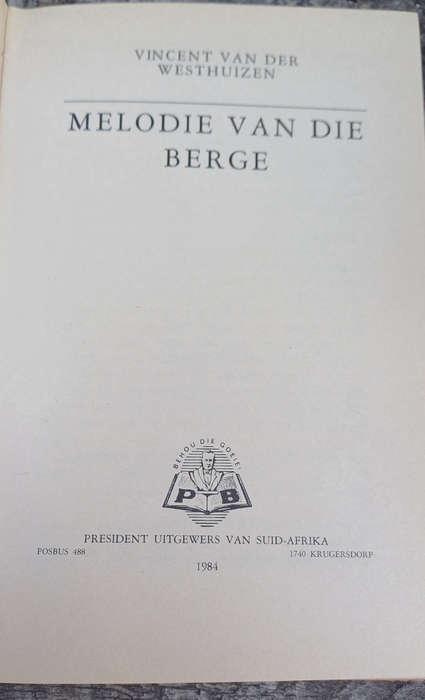 VINCENT VAN DER
WESTHUIZEN
MELODIE VAN DIE
BERGE
BEHOU DIE GOEIE
P B
PRESIDENT UITGEWERS VAN SUID-AFRIKA
POSBUS 488 1740 KRUGERSDORP
1984